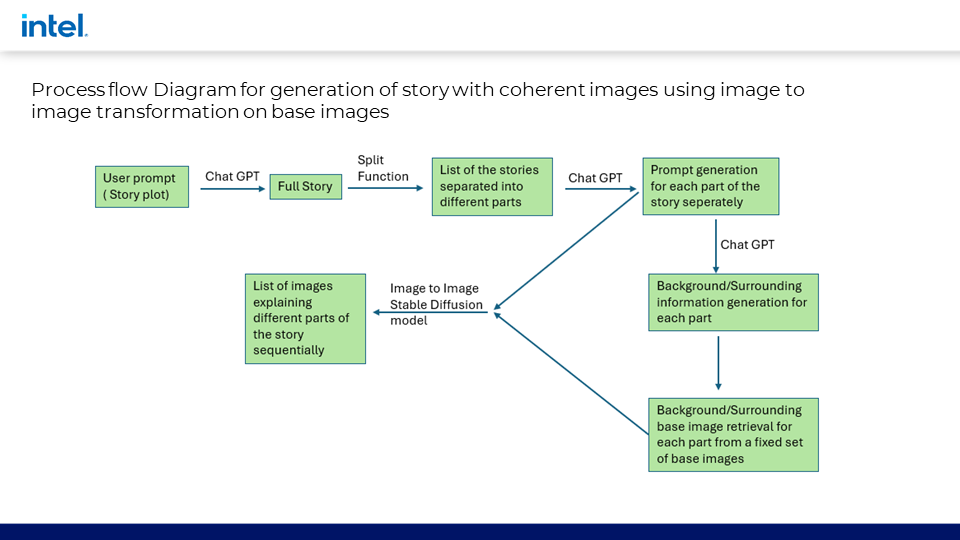 intel.
Process flow Diagram for generation of story with coherent images using image to
image transformation on base images
User prompt
( Story plot)
Chat GPT
Full Story
Split
Function
List of the stories
separated into
different parts
Chat GPT
Prompt generation
for each part of the
story seperately
Chat GPT
Background/Surrounding
information generation for
each part
Background/Surrounding
base image retrieval for
each part from a fixed set
of base images
Image to Image
Stable Diffusion
model
List of images
explaining
different parts of
the story
sequentially